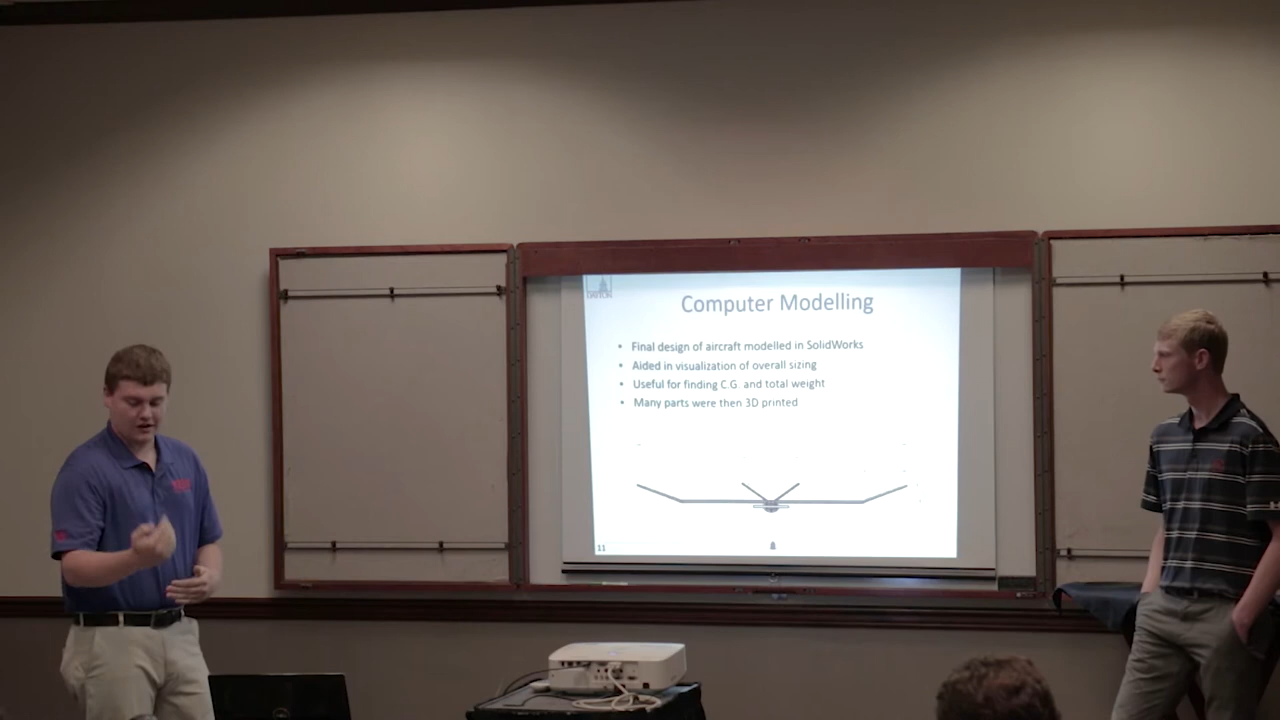 DAYTON
Computer Modelling
• Final design of aircraft modelled in SolidWorks
• Aided in visualization of overall sizing
• Useful for finding C.G. and total weight
• Many parts were then 3D printed
11